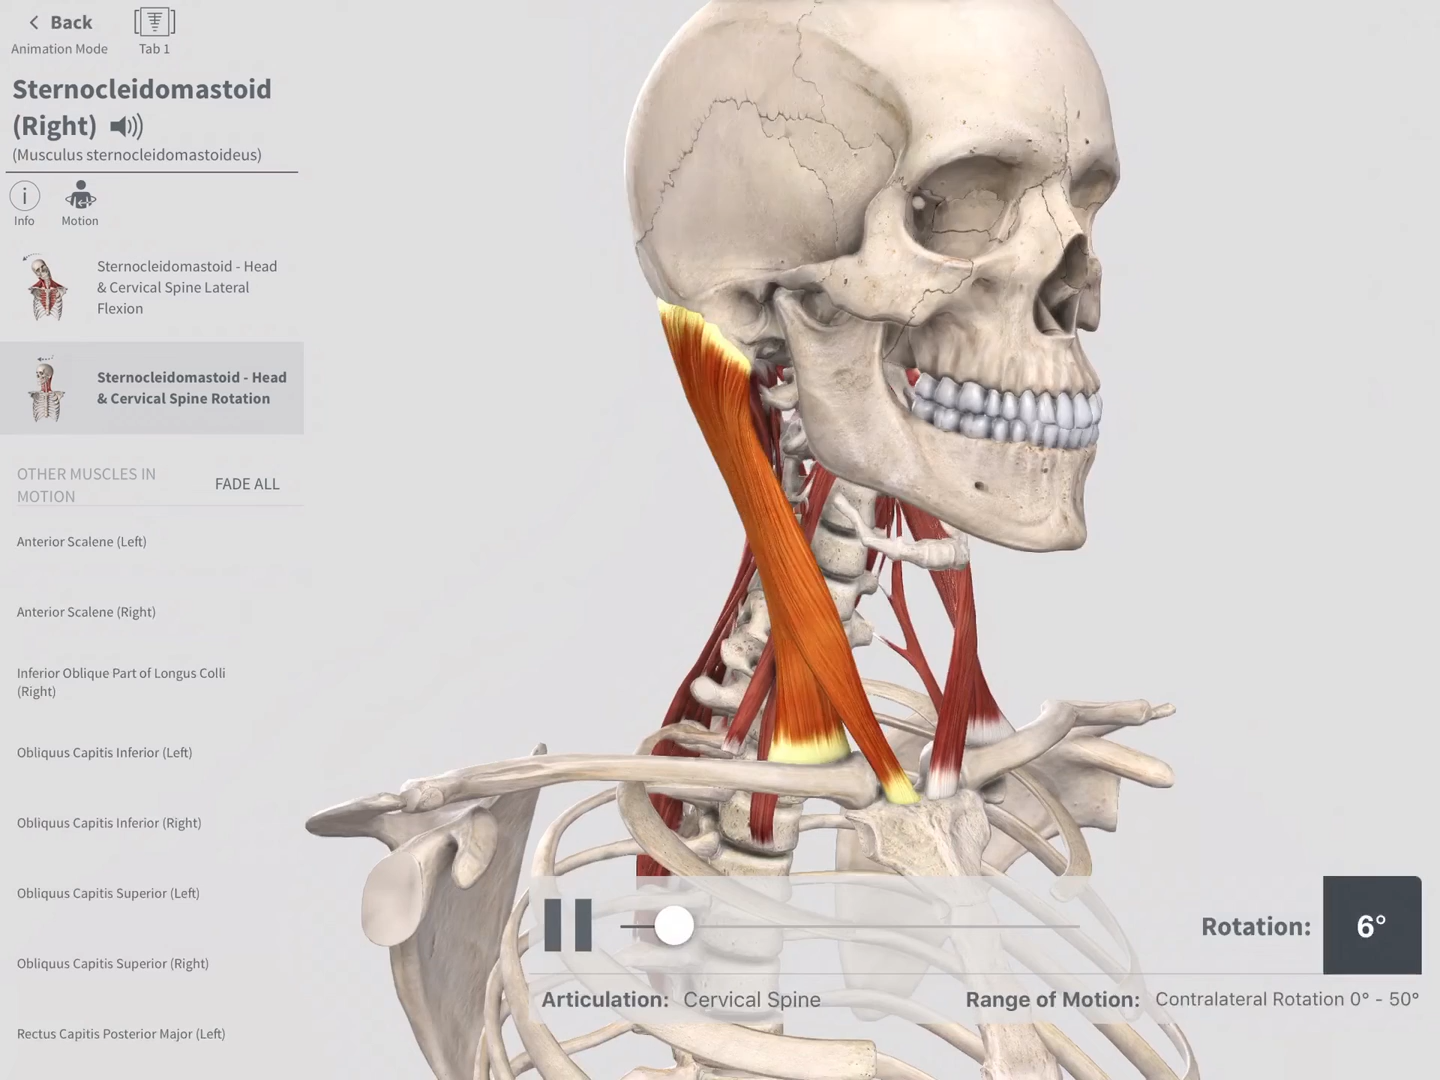 Back
Animation Mode
Tab 1
Sternocleidomastoid
(Right)
(Musculus sternocleidomastoideus)
i
Info
Motion
Sternocleidomastoid - Head
& Cervical Spine Lateral
Flexion
Sternocleidomastoid - Head
& Cervical Spine Rotation
OTHER MUSCLES IN
MOTION
FADE ALL
Anterior Scalene (Left)
Anterior Scalene (Right)
Inferior Oblique Part of Longus Colli
(Right)
Obliquus Capitis Inferior (Left)
Obliquus Capitis Inferior (Right)
Obliquus Capitis Superior (Left)
Obliquus Capitis Superior (Right)
Rectus Capitis Posterior Major (Left)
Rotation: 6°
Articulation: Cervical Spine
Range of Motion: Contralateral Rotation 0° - 50°